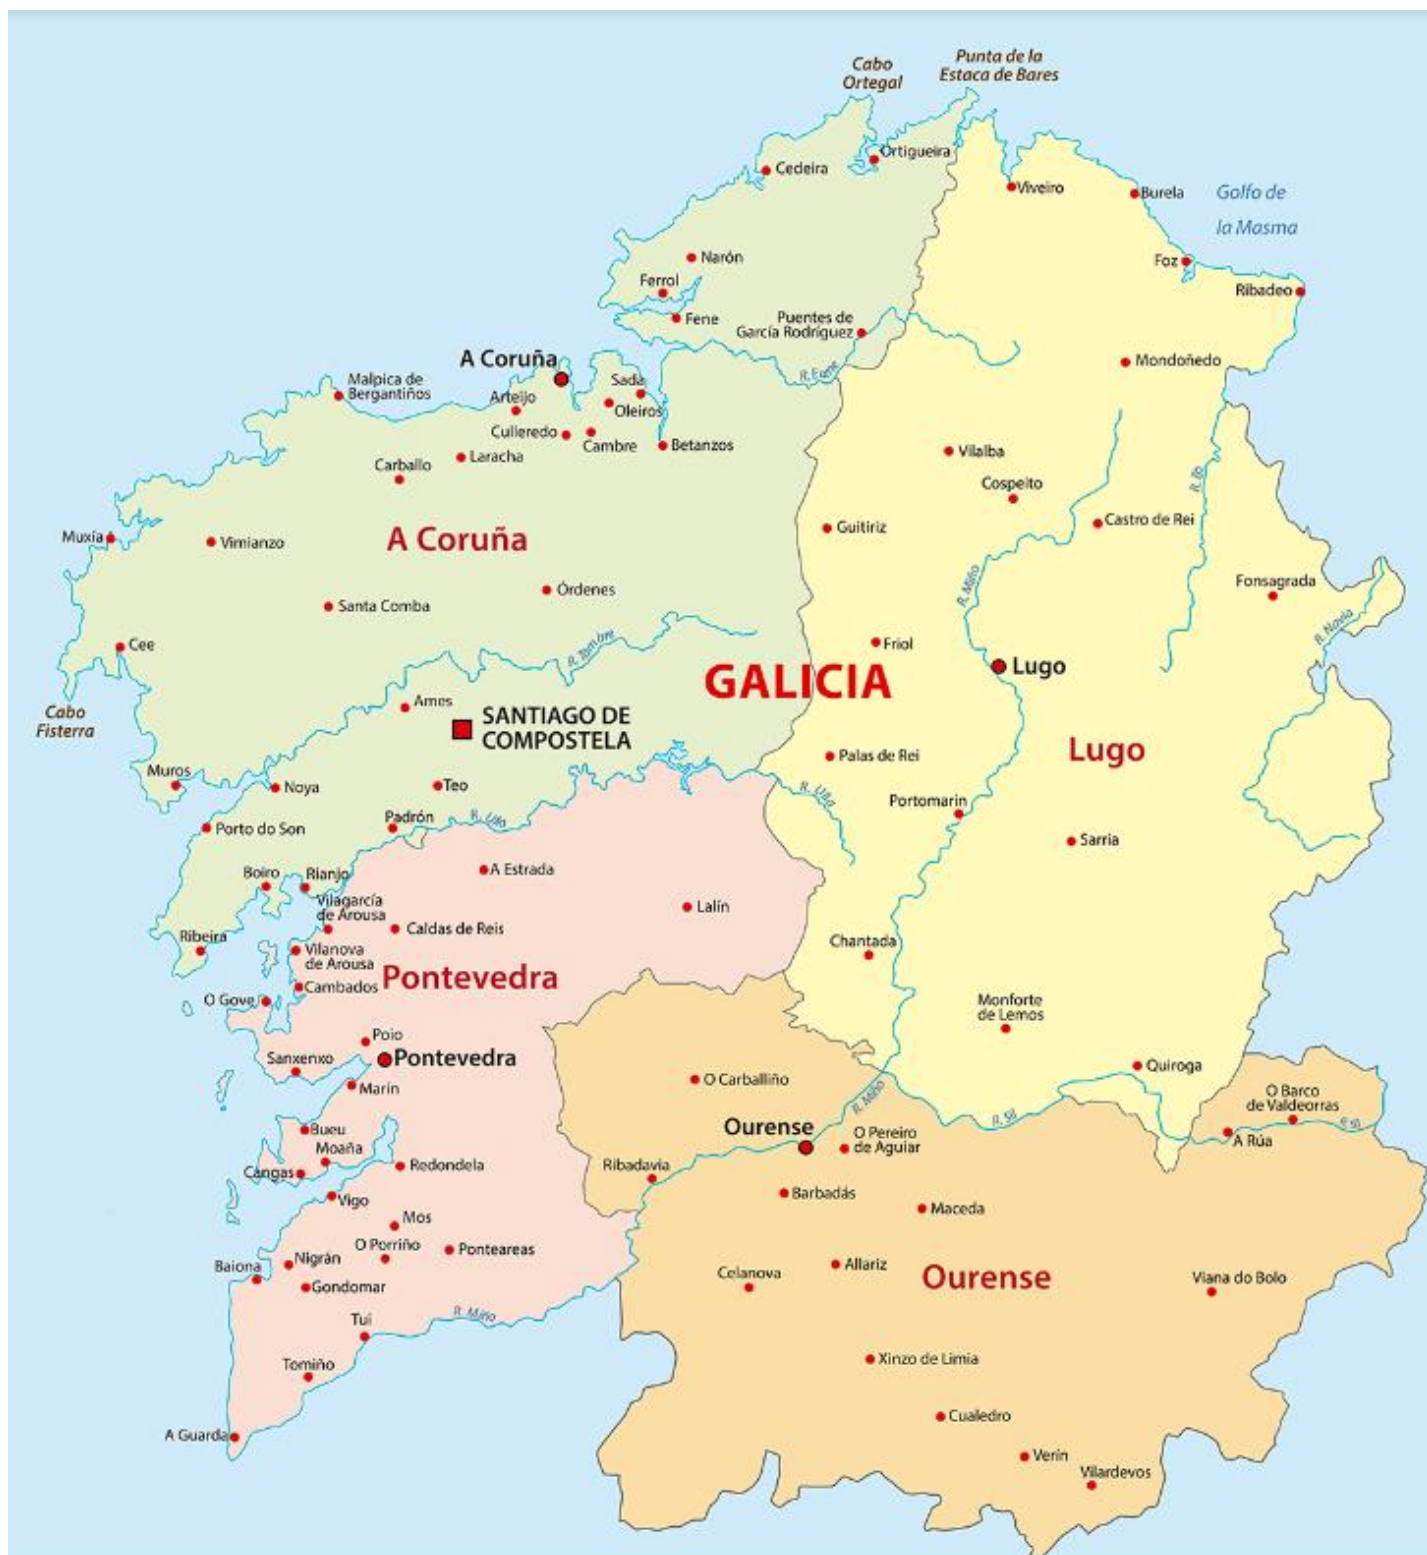 Cabo
Ortegal
Punta de la
Estaca de Bares
Cedeira
Ortigueira
Viveiro
Burela
Golfo de
la Masma
Narón
Foz
Ferrol
Ribadeo
Fene
Puentes de
García Rodríguez
A Coruña
R. Eume
Mondoñedo
Malpica de
Bergantiños
Sada
Arteijo
Oleiros
Culleredo
Cambre
Betanzos
Laracha
Carballo
Vilalba
Cospeito
R. Eo
Muxía
Vimianzo
A Coruña
Guitiriz
Castro de Rei
Santa Comba
Órdenes
R. Miño
Fonsagrada
Cee
R. Tambre
Friol
R. Navia
GALICIA
Lugo
Cabo
Fisterra
Ames
SANTIAGO DE
COMPOSTELA
Palas de Rei
Lugo
Muros
Noya
Teo
R. Ulla
Portomarin
Porto do Son
Padrón
R. Ulla
Sarria
Boiro
Rianjo
A Estrada
Vilagarcía
de Arousa
Lalín
Ribeira
Caldas de Reis
Chantada
Vilanova
de Arousa
Pontevedra
Cambados
O Gove
Monforte
de Lemos
Poio
Sanxenxo
Pontevedra
Quiroga
Marín
O Carballiño
R. Miño
O Barco
de Valdeorras
Bueu
Ourense
R. Sil
O Pereiro
de Aguiar
A Rúa
Moaña
Cangas
Redondela
Ribadavia
Vigo
Barbadás
Maceda
Mos
O Porriño
Ponteareas
Baiona
Nigrán
Gondomar
Celanova
Allariz
Ourense
Viana do Bolo
Tui
R. Miño
Tomiño
Xinzo de Limia
A Guarda
Cualedro
Verin
Vilardevos